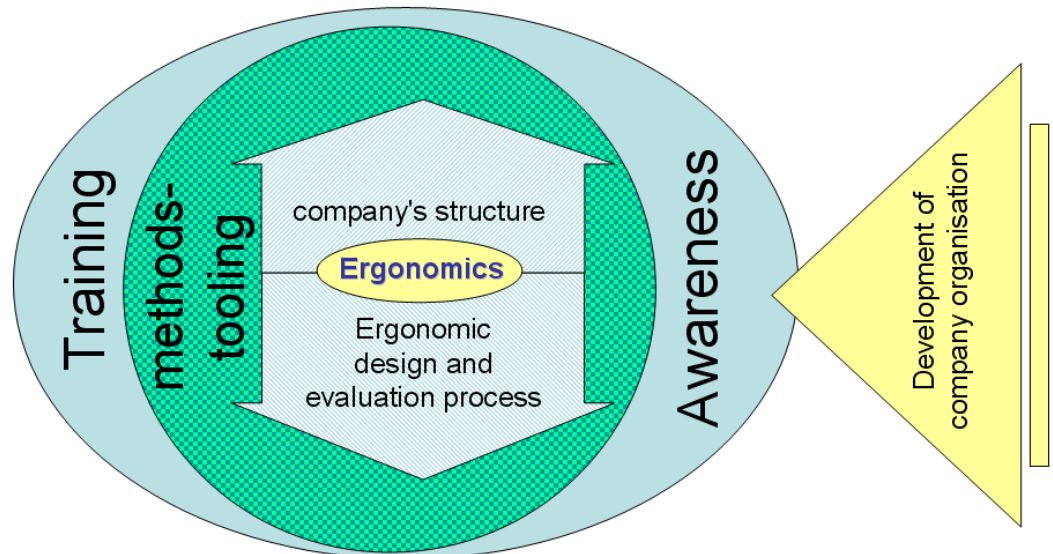 Training
methods-
tooling
company's structure
Ergonomics
Ergonomic
design and
evaluation process
Awareness
Development of
company organisation